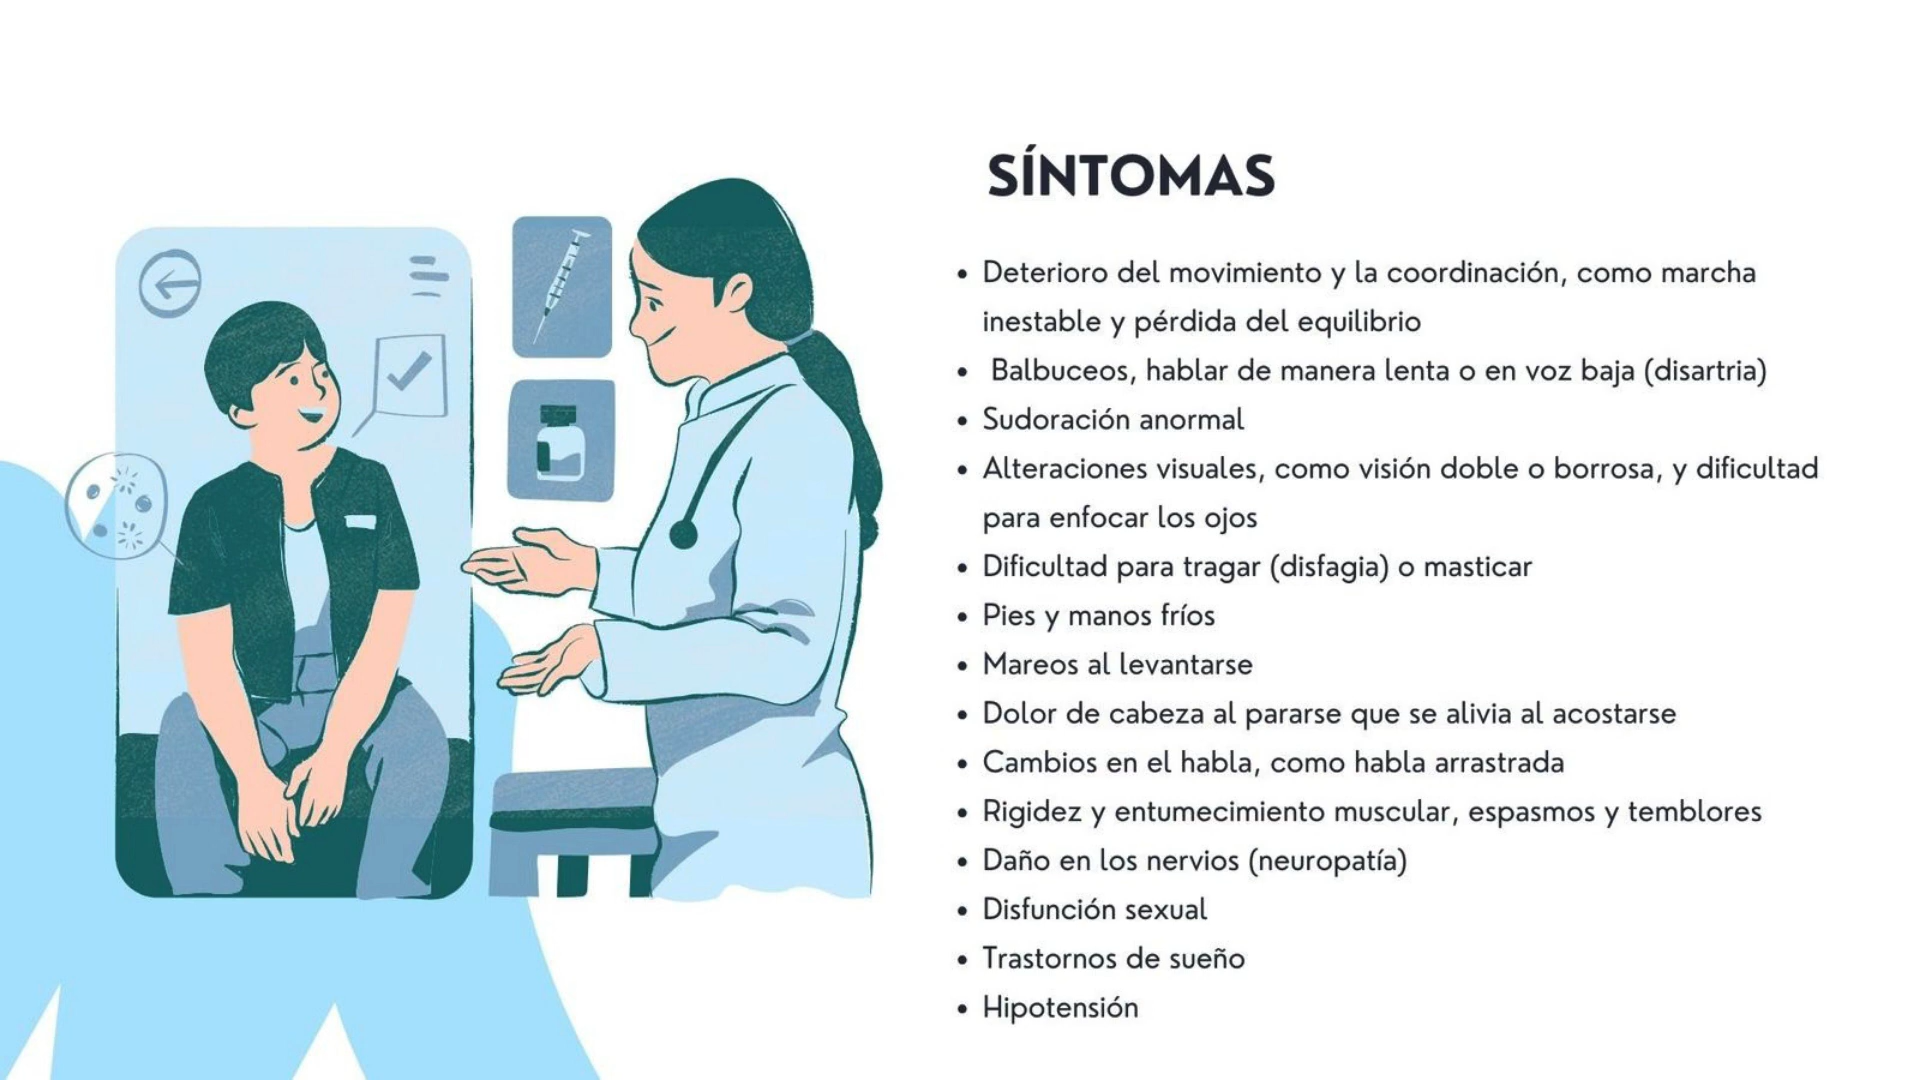 SÍNTOMAS
• Deterioro del movimiento y la coordinación, como marcha
inestable y pérdida del equilibrio
• Balbuceos, hablar de manera lenta o en voz baja (disartria)
• Sudoración anormal
• Alteraciones visuales, como visión doble o borrosa, y dificultad
para enfocar los ojos
• Dificultad para tragar (disfagia) o masticar
• Pies y manos fríos
• Mareos al levantarse
• Dolor de cabeza al pararse que se alivia al acostarse
• Cambios en el habla, como habla arrastrada
• Rigidez y entumecimiento muscular, espasmos y temblores
• Daño en los nervios (neuropatía)
• Disfunción sexual
• Trastornos de sueño
• Hipotensión